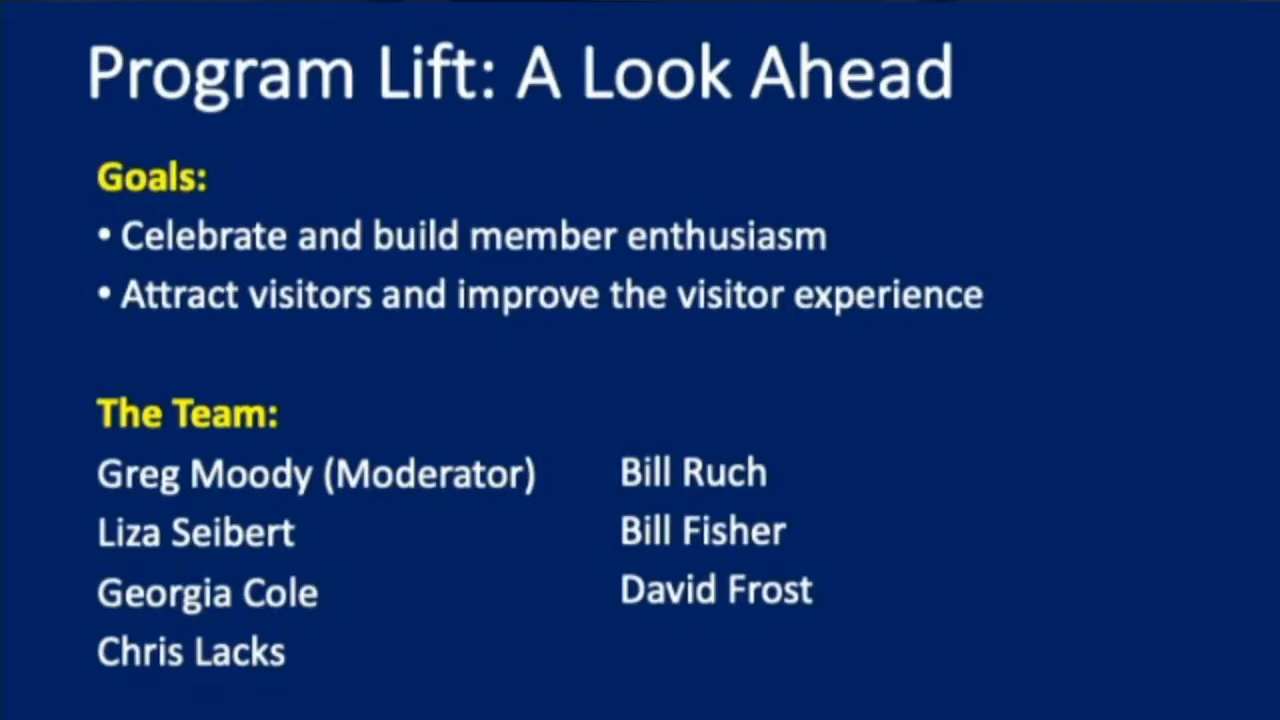 Program Lift: A Look Ahead
Goals:
• Celebrate and build member enthusiasm
• Attract visitors and improve the visitor experience
The Team:
Greg Moody (Moderator)
Liza Seibert
Georgia Cole
Chris Lacks
Bill Ruch
Bill Fisher
David Frost